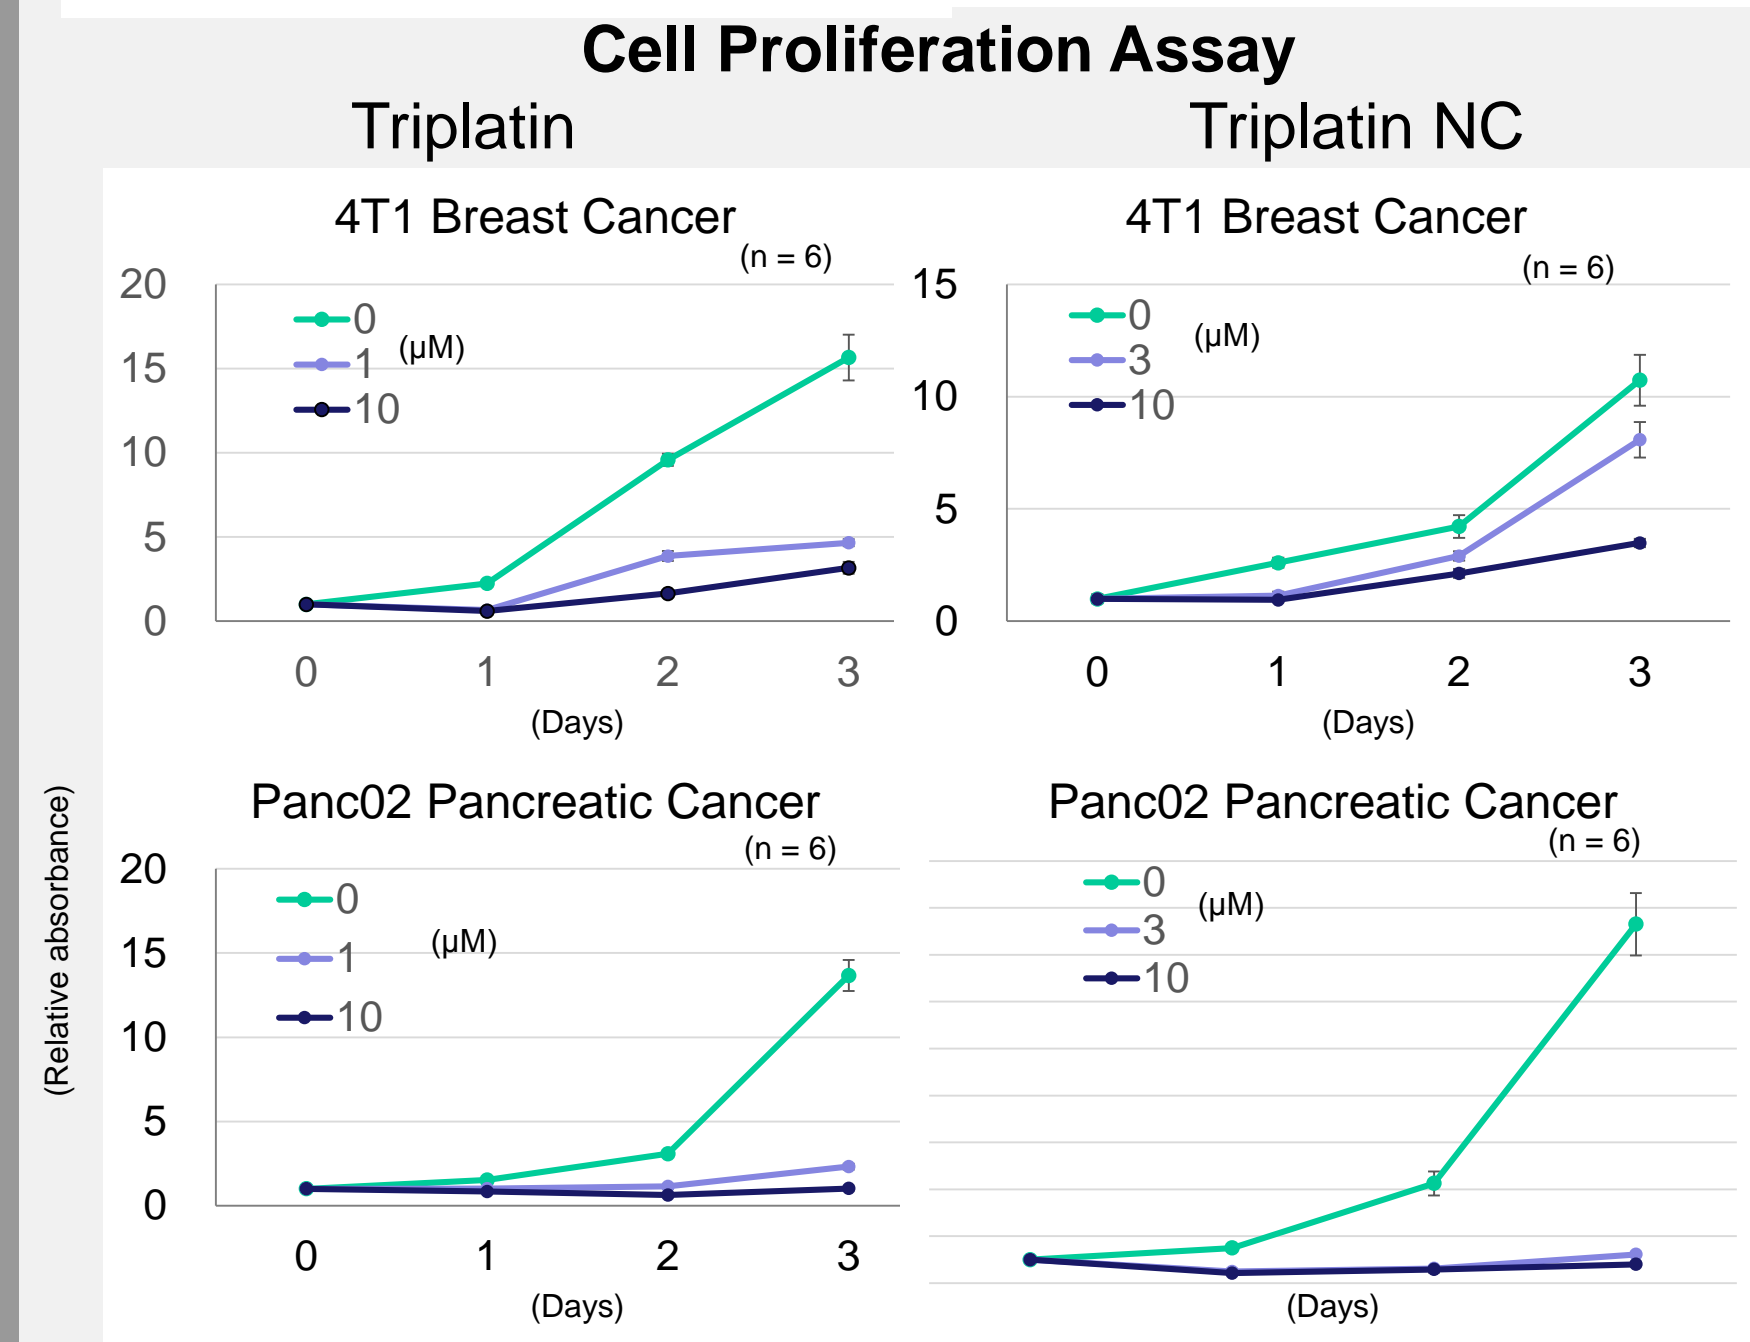 Cell Proliferation Assay
Triplatin
Triplatin NC
4T1 Breast Cancer
(n = 6)
20
15
10
5
0
0
1
10
(µM)
0 1 2 3
(Days)
4T1 Breast Cancer
(n = 6)
15
10
5
0
0
3
10
(µM)
0 1 2 3
(Days)
(Relative absorbance)
Panc02 Pancreatic Cancer
(n = 6)
20
15
10
5
0
0
1
10
(µM)
0 1 2 3
(Days)
Panc02 Pancreatic Cancer
(n = 6)
0
3
10
(µM)
(Days)